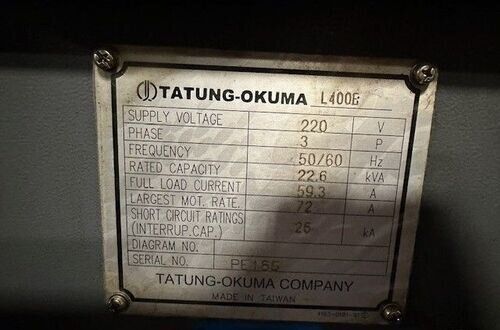 TATUNG-OKUMA L400E
SUPPLY VOLTAGE 220 V
PHASE 3 P
FREQUENCY 50/60 Hz
RATED CAPACITY 22.6 kVA
FULL LOAD CURRENT 59.3 A
LARGEST MOT. RATE. 72 A
SHORT CIRCUIT RATINGS
(INTERRUP.CAP.) 25 kA
DIAGRAM NO.
SERIAL NO.
TATUNG-OKUMA COMPANY
MADE IN TAIWAN